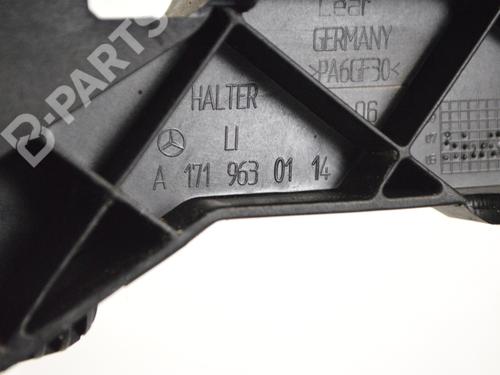 B-PARTS
Lear
GERMANY
>PA6GF30<
06
HALTER
LI
A 171 963 01 14